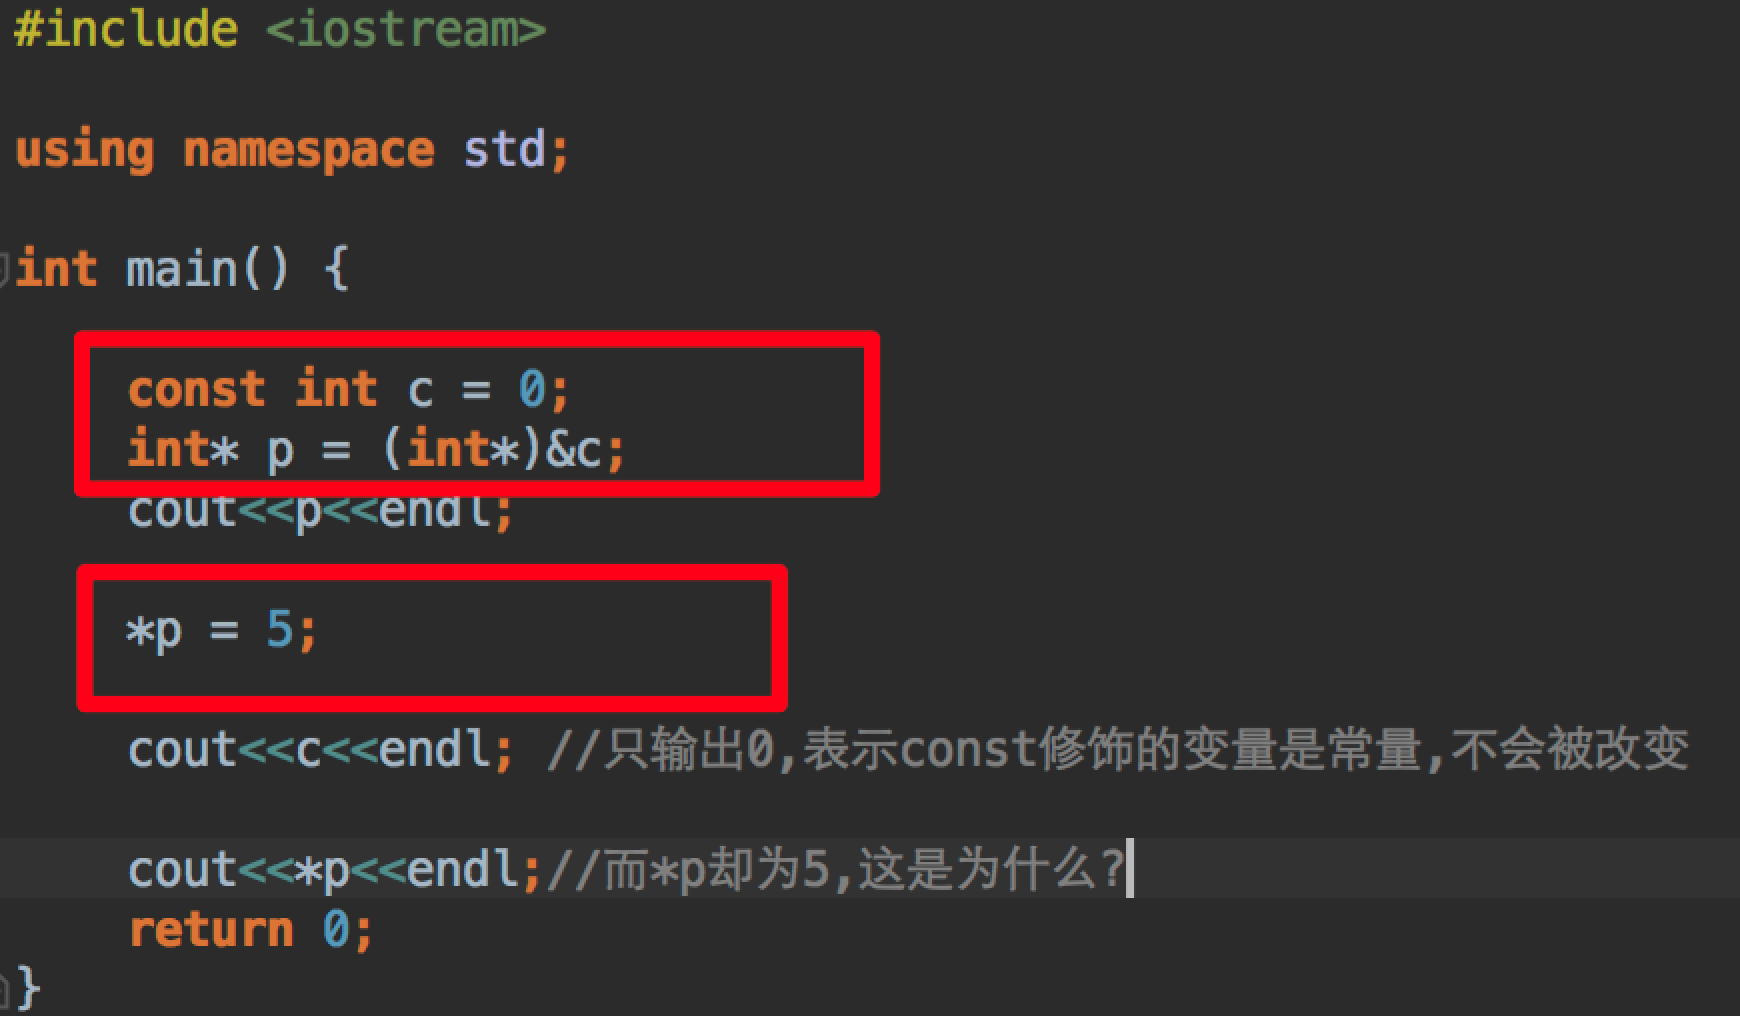 #include <iostream>
using namespace std;
int main() {
const int c = 0;
int* p = (int*)&c;
cout<<p<<endl;
*p = 5;
cout<<c<<endl; //只输出0,表示const修饰的变量是常量,不会被改变
cout<<*p<<endl;//而*p却为5,这是为什么?
return 0;
}